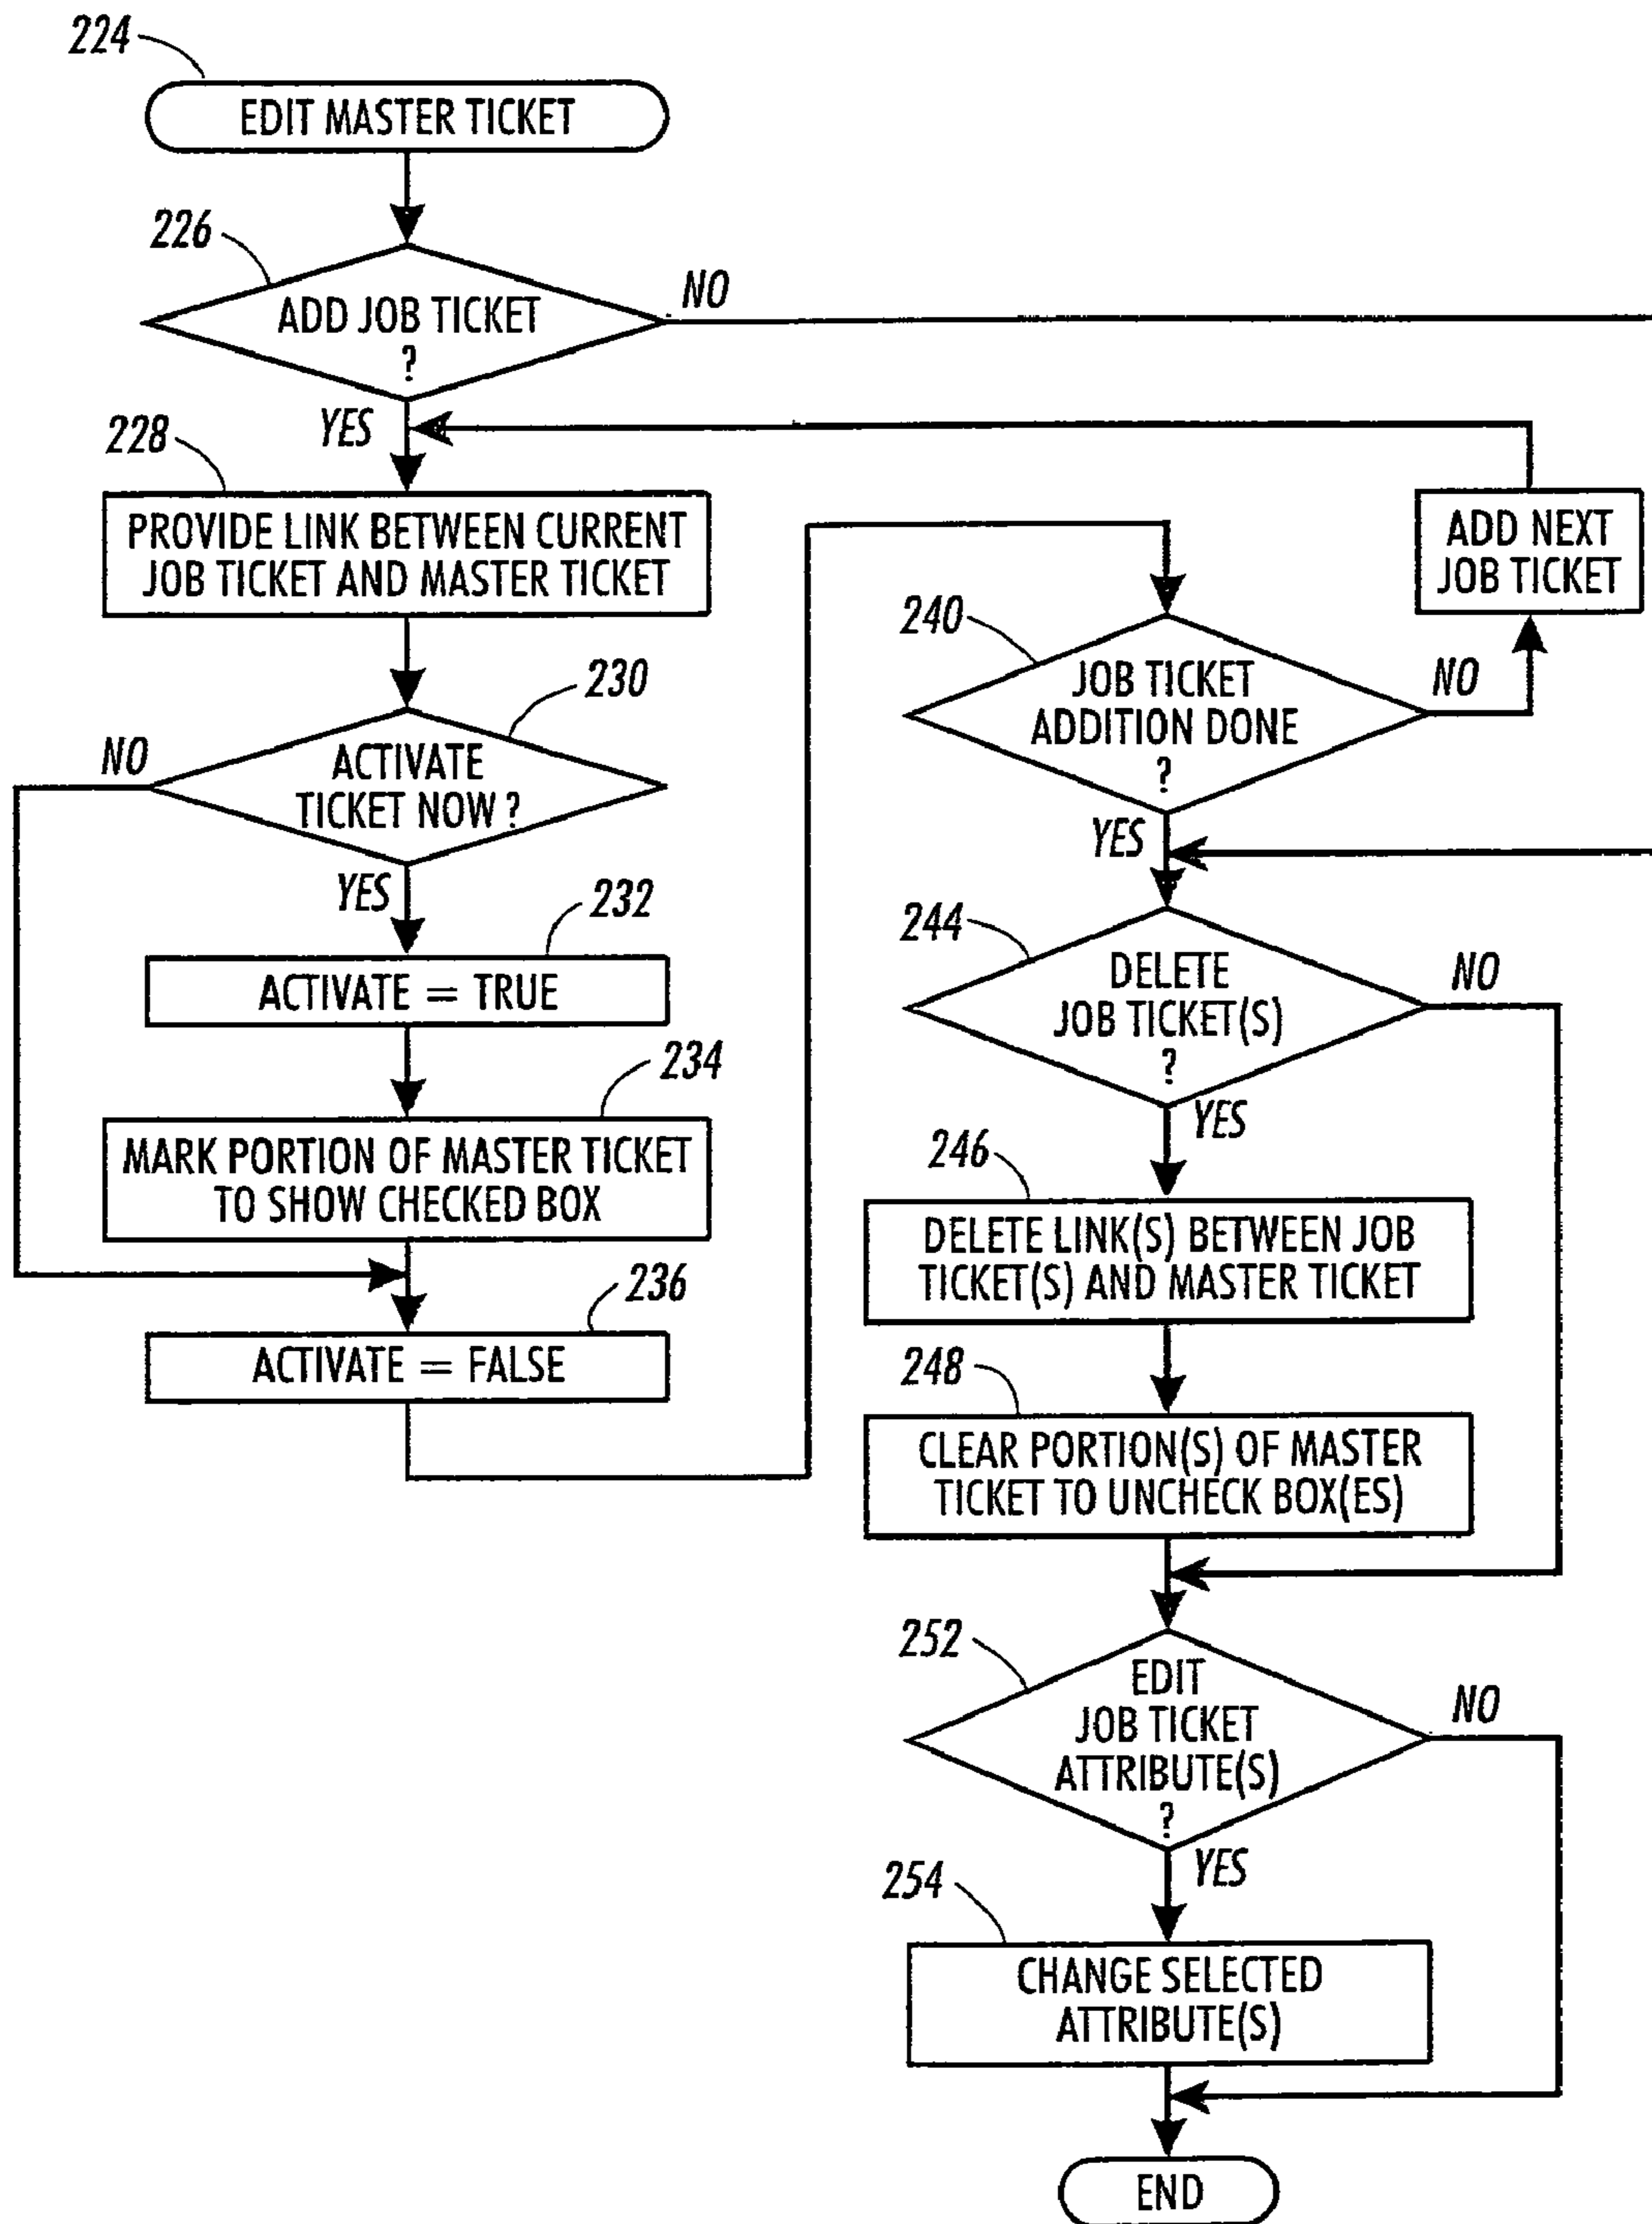 224
EDIT MASTER TICKET
226
ADD JOB TICKET
?
NO
YES
228
PROVIDE LINK BETWEEN CURRENT
JOB TICKET AND MASTER TICKET
230
ACTIVATE
TICKET NOW ?
NO
YES
232
ACTIVATE = TRUE
234
MARK PORTION OF MASTER TICKET
TO SHOW CHECKED BOX
236
ACTIVATE = FALSE
ADD NEXT
JOB TICKET
240
JOB TICKET
ADDITION DONE
?
NO
YES
244
DELETE
JOB TICKET(S)
?
NO
YES
246
DELETE LINK(S) BETWEEN JOB
TICKET(S) AND MASTER TICKET
248
CLEAR PORTION(S) OF MASTER
TICKET TO UNCHECK BOX(ES)
252
EDIT
JOB TICKET
ATTRIBUTE(S)
?
NO
YES
254
CHANGE SELECTED
ATTRIBUTE(S)
END